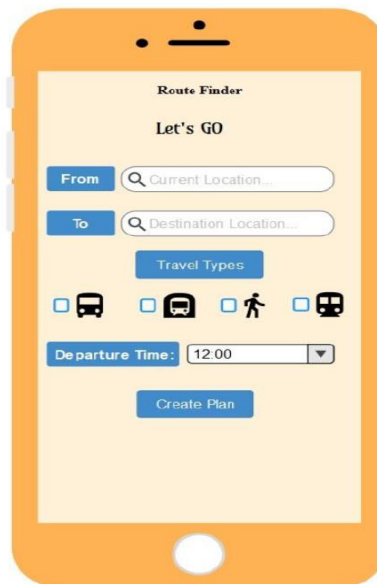 Route Finder
Let's GO
From Current Location...
To Destination Location...
Travel Types
Departure Time: 12:00
Create Plan